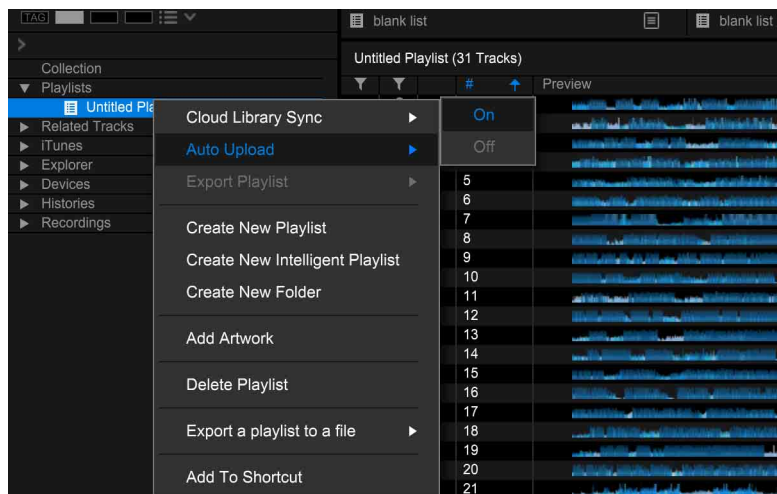 TAG
blank list
blank list
Untitled Playlist (31 Tracks)
Collection
Playlists
Untitled Pla
Related Tracks
iTunes
Explorer
Devices
Histories
Recordings
# Preview
Cloud Library Sync
Auto Upload
Export Playlist
Create New Playlist
Create New Intelligent Playlist
Create New Folder
Add Artwork
Delete Playlist
Export a playlist to a file
Add To Shortcut
On
Off
5
6
7
8
9
10
11
12
13
14
15
16
17
18
19
20
21